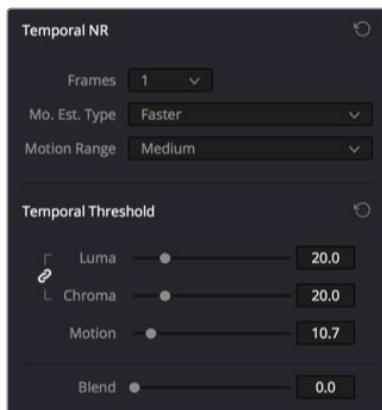 Temporal NR
Frames 1
Mo. Est. Type Faster
Motion Range Medium
Temporal Threshold
Luma 20.0
Chroma 20.0
Motion 10.7
Blend 0.0